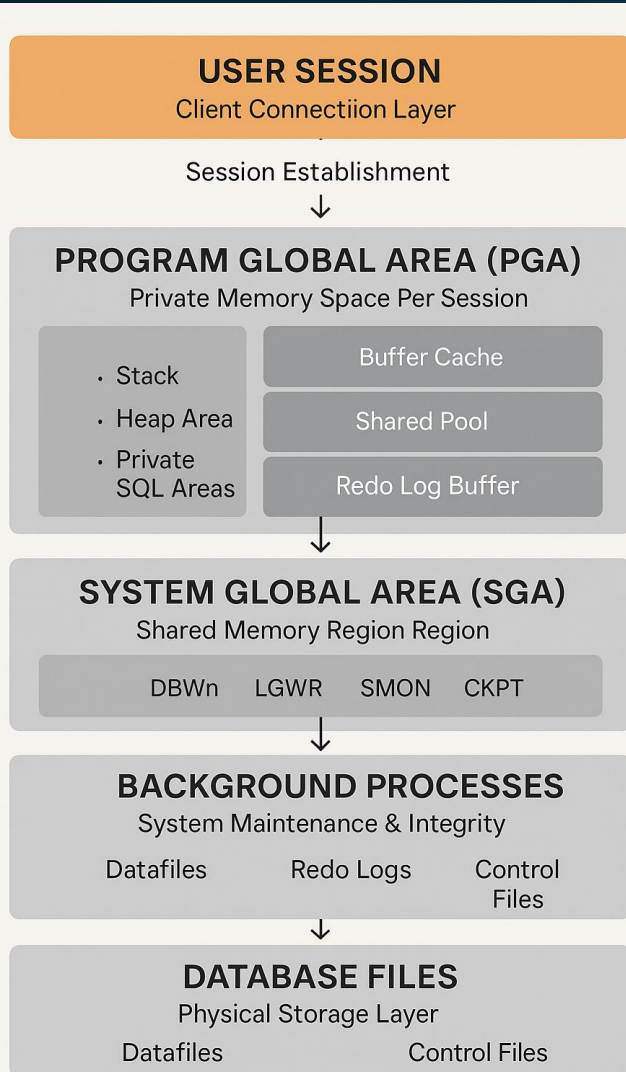 USER SESSION
Client Connectiion Layer
Session Establishment
PROGRAM GLOBAL AREA (PGA)
Private Memory Space Per Session
• Stack
• Heap Area
• Private
SQL Areas
Buffer Cache
Shared Pool
Redo Log Buffer
SYSTEM GLOBAL AREA (SGA)
Shared Memory Region Region
DBWn LGWR SMON CKPT
BACKGROUND PROCESSES
System Maintenance & Integrity
Datafiles Redo Logs Control
Files
DATABASE FILES
Physical Storage Layer
Datafiles Control Files